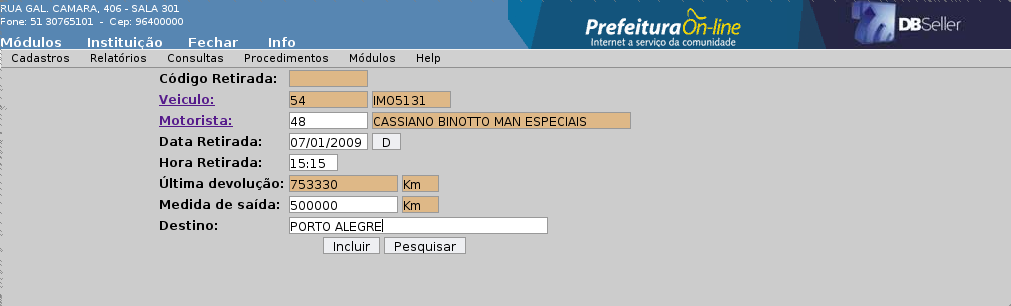 RUA GAL. CAMARA, 406 - SALA 301
Fone: 51 30765101 - Cep: 96400000
Módulos Instituição Fechar Info
Prefeitura On-line
Internet a serviço da comunidade
DBSeller
Cadastros Relatórios Consultas Procedimentos Módulos Help
Código Retirada:
Veiculo: 54 IMO5131
Motorista: 48 CASSIANO BINOTTO MAN ESPECIAIS
Data Retirada: 07/01/2009 D
Hora Retirada: 15:15
Última devolução: 753330 Km
Medida de saída: 500000 Km
Destino: PORTO ALEGRE
Incluir Pesquisar